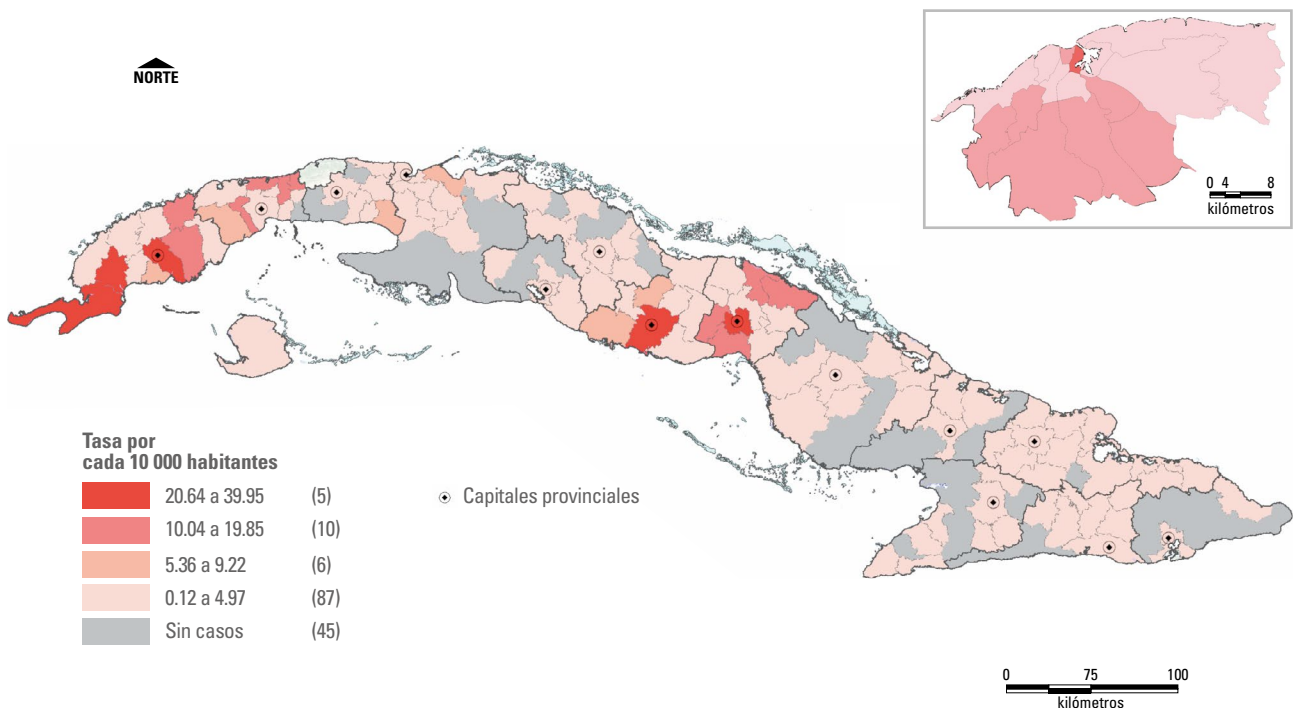 NORTE
0 4 8
kilómetros
Tasa por
cada 10 000 habitantes
20.64 a 39.95 (5)
10.04 a 19.85 (10)
5.36 a 9.22 (6)
0.12 a 4.97 (87)
Sin casos (45)
Capitales provinciales
0 75 100
kilómetros